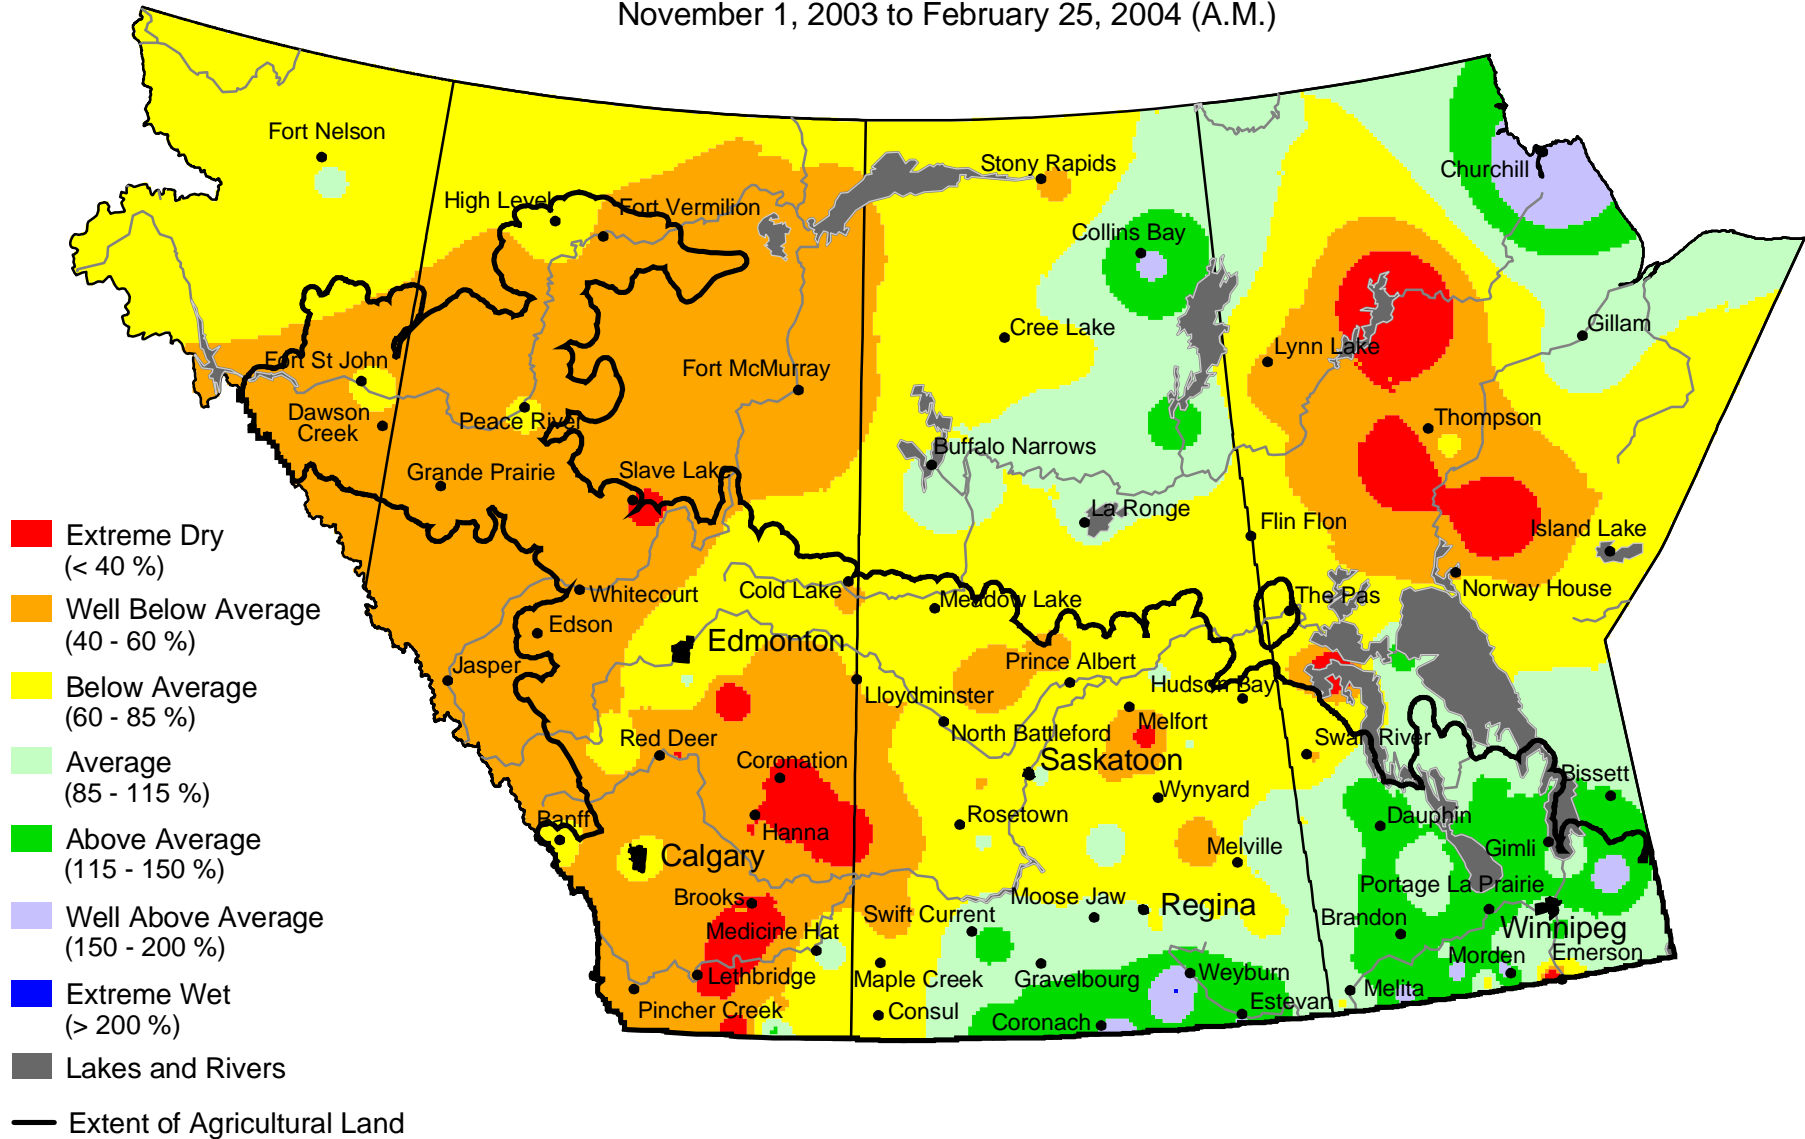 November 1, 2003 to February 25, 2004 (A.M.)
Fort Nelson
Stony Rapids
Churchill
High Level
Fort Vermilion
Collins Bay
Cree Lake
Gillam
Lynn Lake
Fort St John
Fort McMurray
Dawson
Creek
Peace River
Thompson
Buffalo Narrows
Grande Prairie
Slave Lake
La Ronge
Flin Flon
Island Lake
Whitecourt
Cold Lake
Meadow Lake
The Pas
Norway House
Edson
Edmonton
Jasper
Prince Albert
Lloydminster
Hudson Bay
North Battleford
Melfort
Red Deer
Swan River
Coronation
Saskatoon
Bissett
Wynyard
Banff
Hanna
Rosetown
Dauphin
Calgary
Melville
Gimli
Brooks
Moose Jaw
Regina
Portage La Prairie
Swift Current
Brandon
Winnipeg
Medicine Hat
Morden
Emerson
Lethbridge
Maple Creek
Gravelbourg
Weyburn
Melita
Pincher Creek
Consul
Coronach
Estevan
Extreme Dry
(< 40 %)
Well Below Average
(40 - 60 %)
Below Average
(60 - 85 %)
Average
(85 - 115 %)
Above Average
(115 - 150 %)
Well Above Average
(150 - 200 %)
Extreme Wet
(> 200 %)
Lakes and Rivers
Extent of Agricultural Land